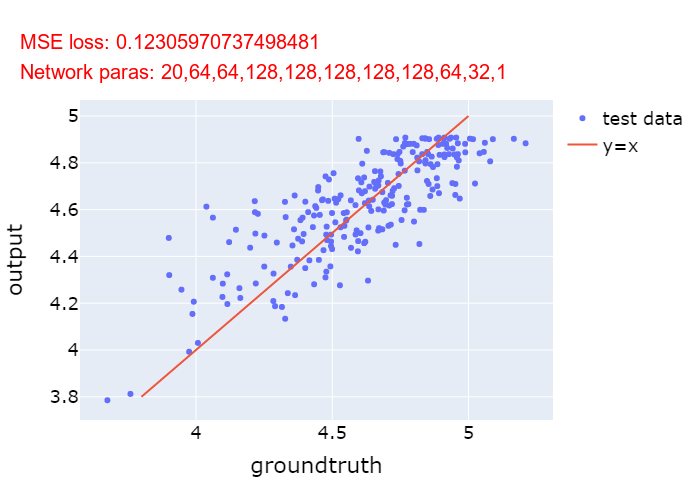 MSE loss: 0.12305970737498481
Network paras: 20,64,64,128,128,128,128,128,64,32,1
5
4.8
4.6
4.4
4.2
4
3.8
output
4
4.5
5
groundtruth
test data
y=x